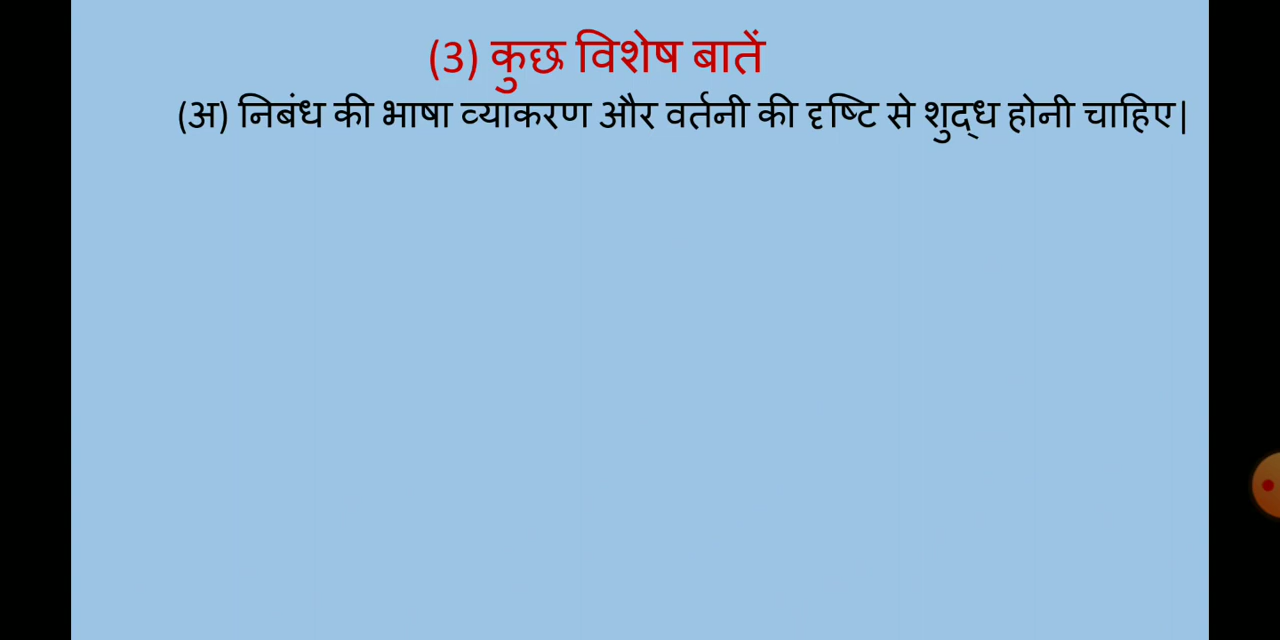 (3) कुछ विशेष बातें
(अ) निबंध की भाषा व्याकरण और वर्तनी की दृष्टि से शुद्ध होनी चाहिए|